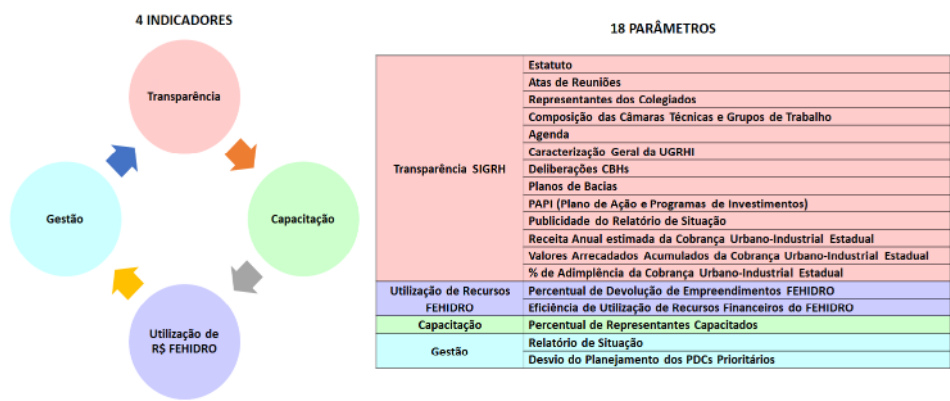 4 INDICADORES
Transparência
Capacitação
Utilização de
R$ FEHIDRO
Gestão
18 PARÂMETROS
Transparência SIGRH
Estatuto
Atas de Reuniões
Representantes dos Colegiados
Composição das Câmaras Técnicas e Grupos de Trabalho
Agenda
Caracterização Geral da UGRHI
Deliberações CBHs
Planos de Bacias
PAPI (Plano de Ação e Programas de Investimentos)
Publicidade do Relatório de Situação
Receita Anual estimada da Cobrança Urbano-Industrial Estadual
Valores Arrecadados Acumulados da Cobrança Urbano-Industrial Estadual
% de Adimplência da Cobrança Urbano-Industrial Estadual
Utilização de Recursos
FEHIDRO
Percentual de Devolução de Empreendimentos FEHIDRO
Eficiência de Utilização de Recursos Financeiros do FEHIDRO
Capacitação
Percentual de Representantes Capacitados
Gestão
Relatório de Situação
Desvio do Planejamento dos PDCs Prioritários